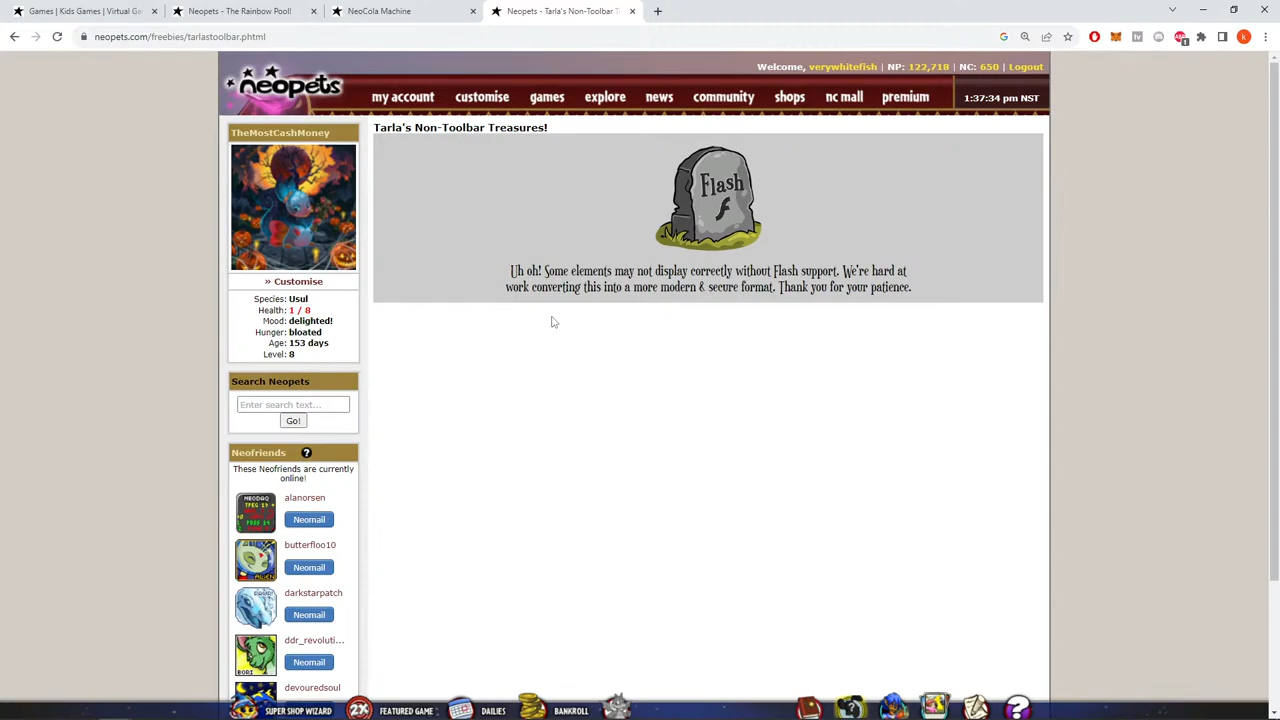 Games | Kids Games | Virtual Ga
Neopets - The Rainbow Pool!
NeoCola Machine
Neopets - Tarla's Non-Toolbar T
neopets.com/freebies/tarlastoolbar.phtml
neopets
Welcome, verywhitefish | NP: 122,718 | NC: 650 | Logout
my account customise games explore news community shops nc mall premium
1:37:34 pm NST
TheMostCashMoney
» Customise
Species: Usul
Health: 1 / 8
Mood: delighted!
Hunger: bloated
Age: 153 days
Level: 8
Search Neopets
Enter search text...
Go!
Neofriends ?
These Neofriends are currently
online!
NEODAQ
alanorsen
Neomail
butterfloo10
ALIEN
Neomail
darkstarpatch
Neomail
ddr_revoluti...
BORI
Neomail
devouredsoul
Tarla's Non-Toolbar Treasures!
Flash
f
Uh oh! Some elements may not display correctly without Flash support. We're hard at
work converting this into a more modern & secure format. Thank you for your patience.
SUPER SHOP WIZARD
2X FEATURED GAME
DAILIES
BANKROLL
?